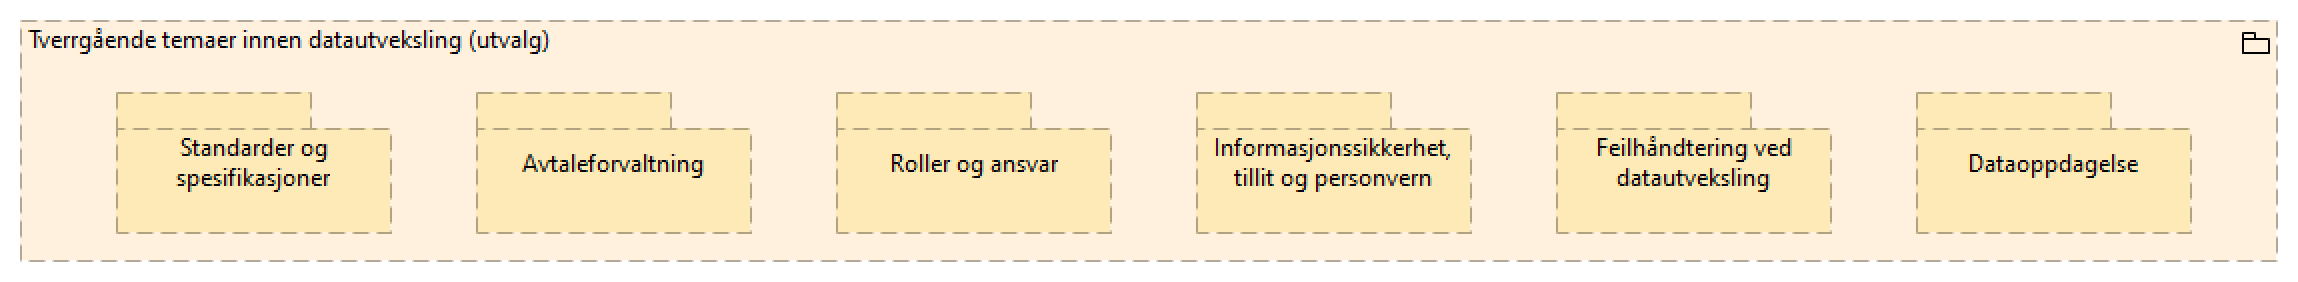 Tverrgående temaer innen datautveksling (utvalg)
Standarder og
spesifikasjoner
Avtaleforvaltning
Roller og ansvar
Informasjonssikkerhet,
tillit og personvern
Feilhåndtering ved
datautveksling
Dataoppdagelse